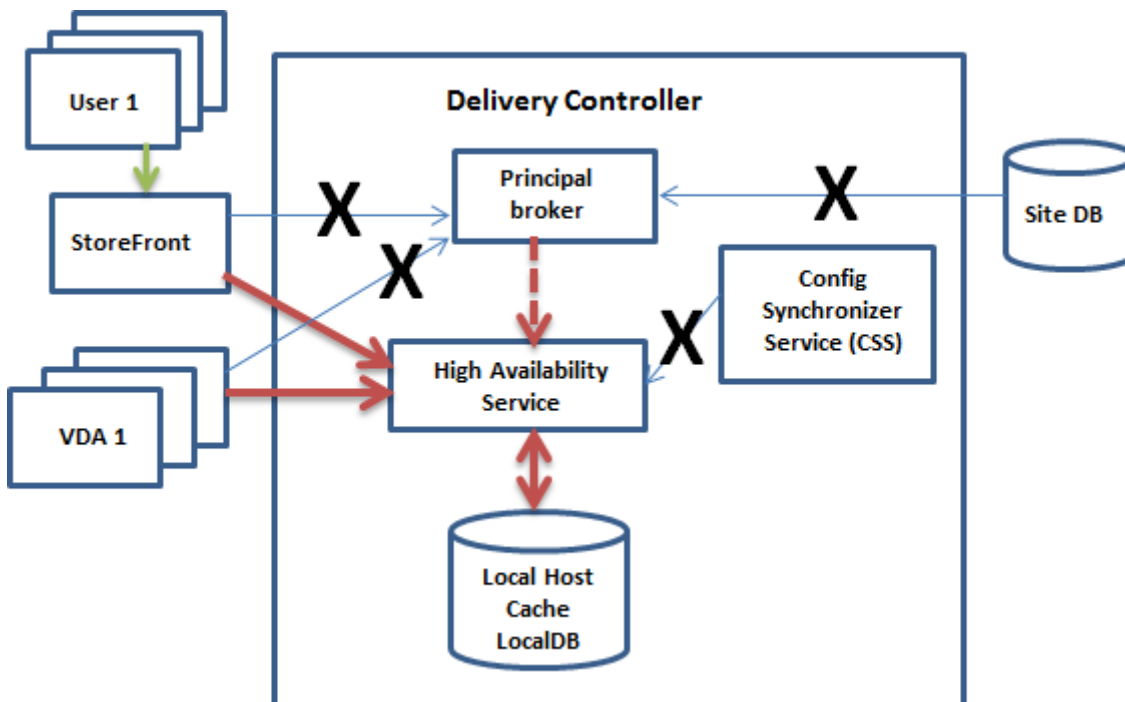 User 1
Delivery Controller
StoreFront
Principal
broker
Site DB
X
X
X
Config
Synchronizer
Service (CSS)
X
High Availability
Service
VDA 1
Local Host
Cache
LocalDB